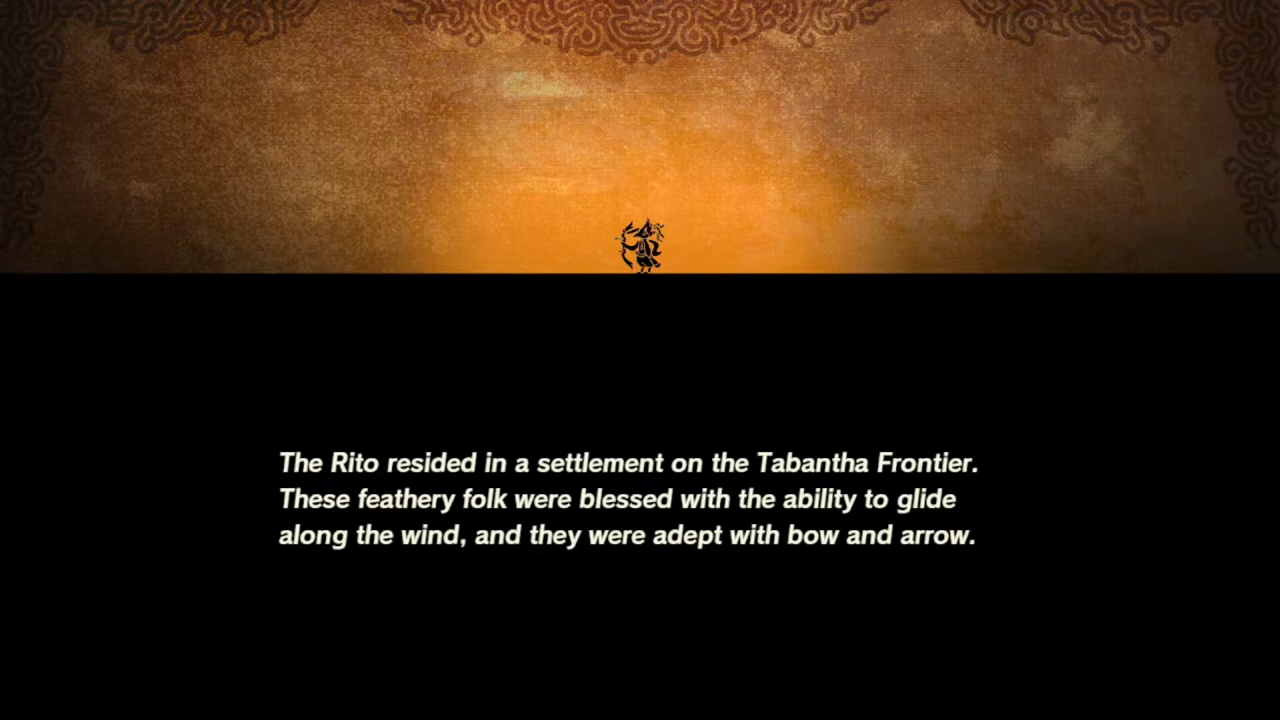 The Rito resided in a settlement on the Tabantha Frontier.
These feathery folk were blessed with the ability to glide
along the wind, and they were adept with bow and arrow.